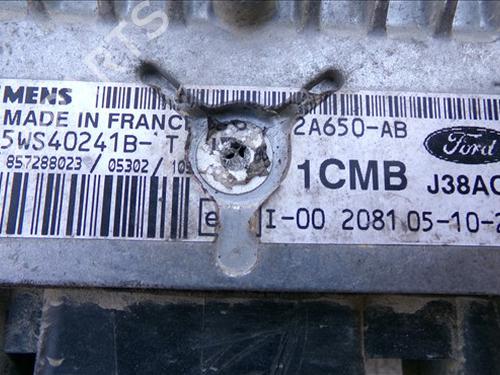 MENS
MADE IN FRANC
5WS40241B- T
857288023 / 05302 / 10
2A650-AB
Ford
1CMB J38AC
I-00 2081 05-10-2